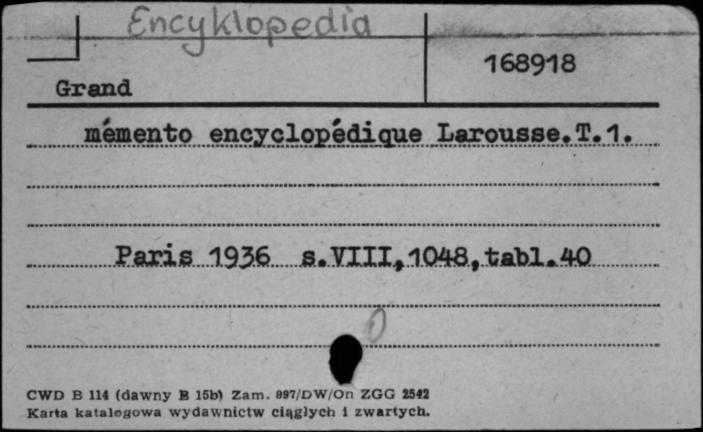 Encyklopedia
168918
Grand
mémento encyclopédique Larousse.T.1.
Paris 1936 s.VIII,1048,tabl.40
0
CWD B 114 (dawny B 15b) Zam. 897/DW/On ZGG 2542
Karta katalogowa wydawnictw ciągłych i zwartych.